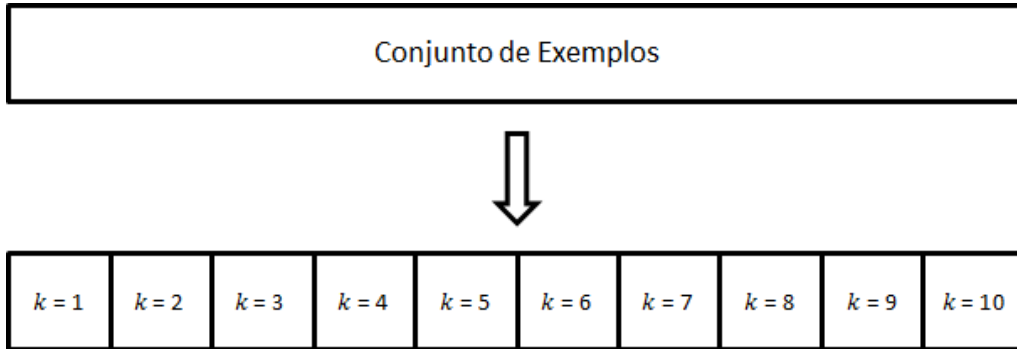 Conjunto de Exemplos
k = 1 k = 2 k = 3 k = 4 k = 5 k = 6 k = 7 k = 8 k = 9 k = 10